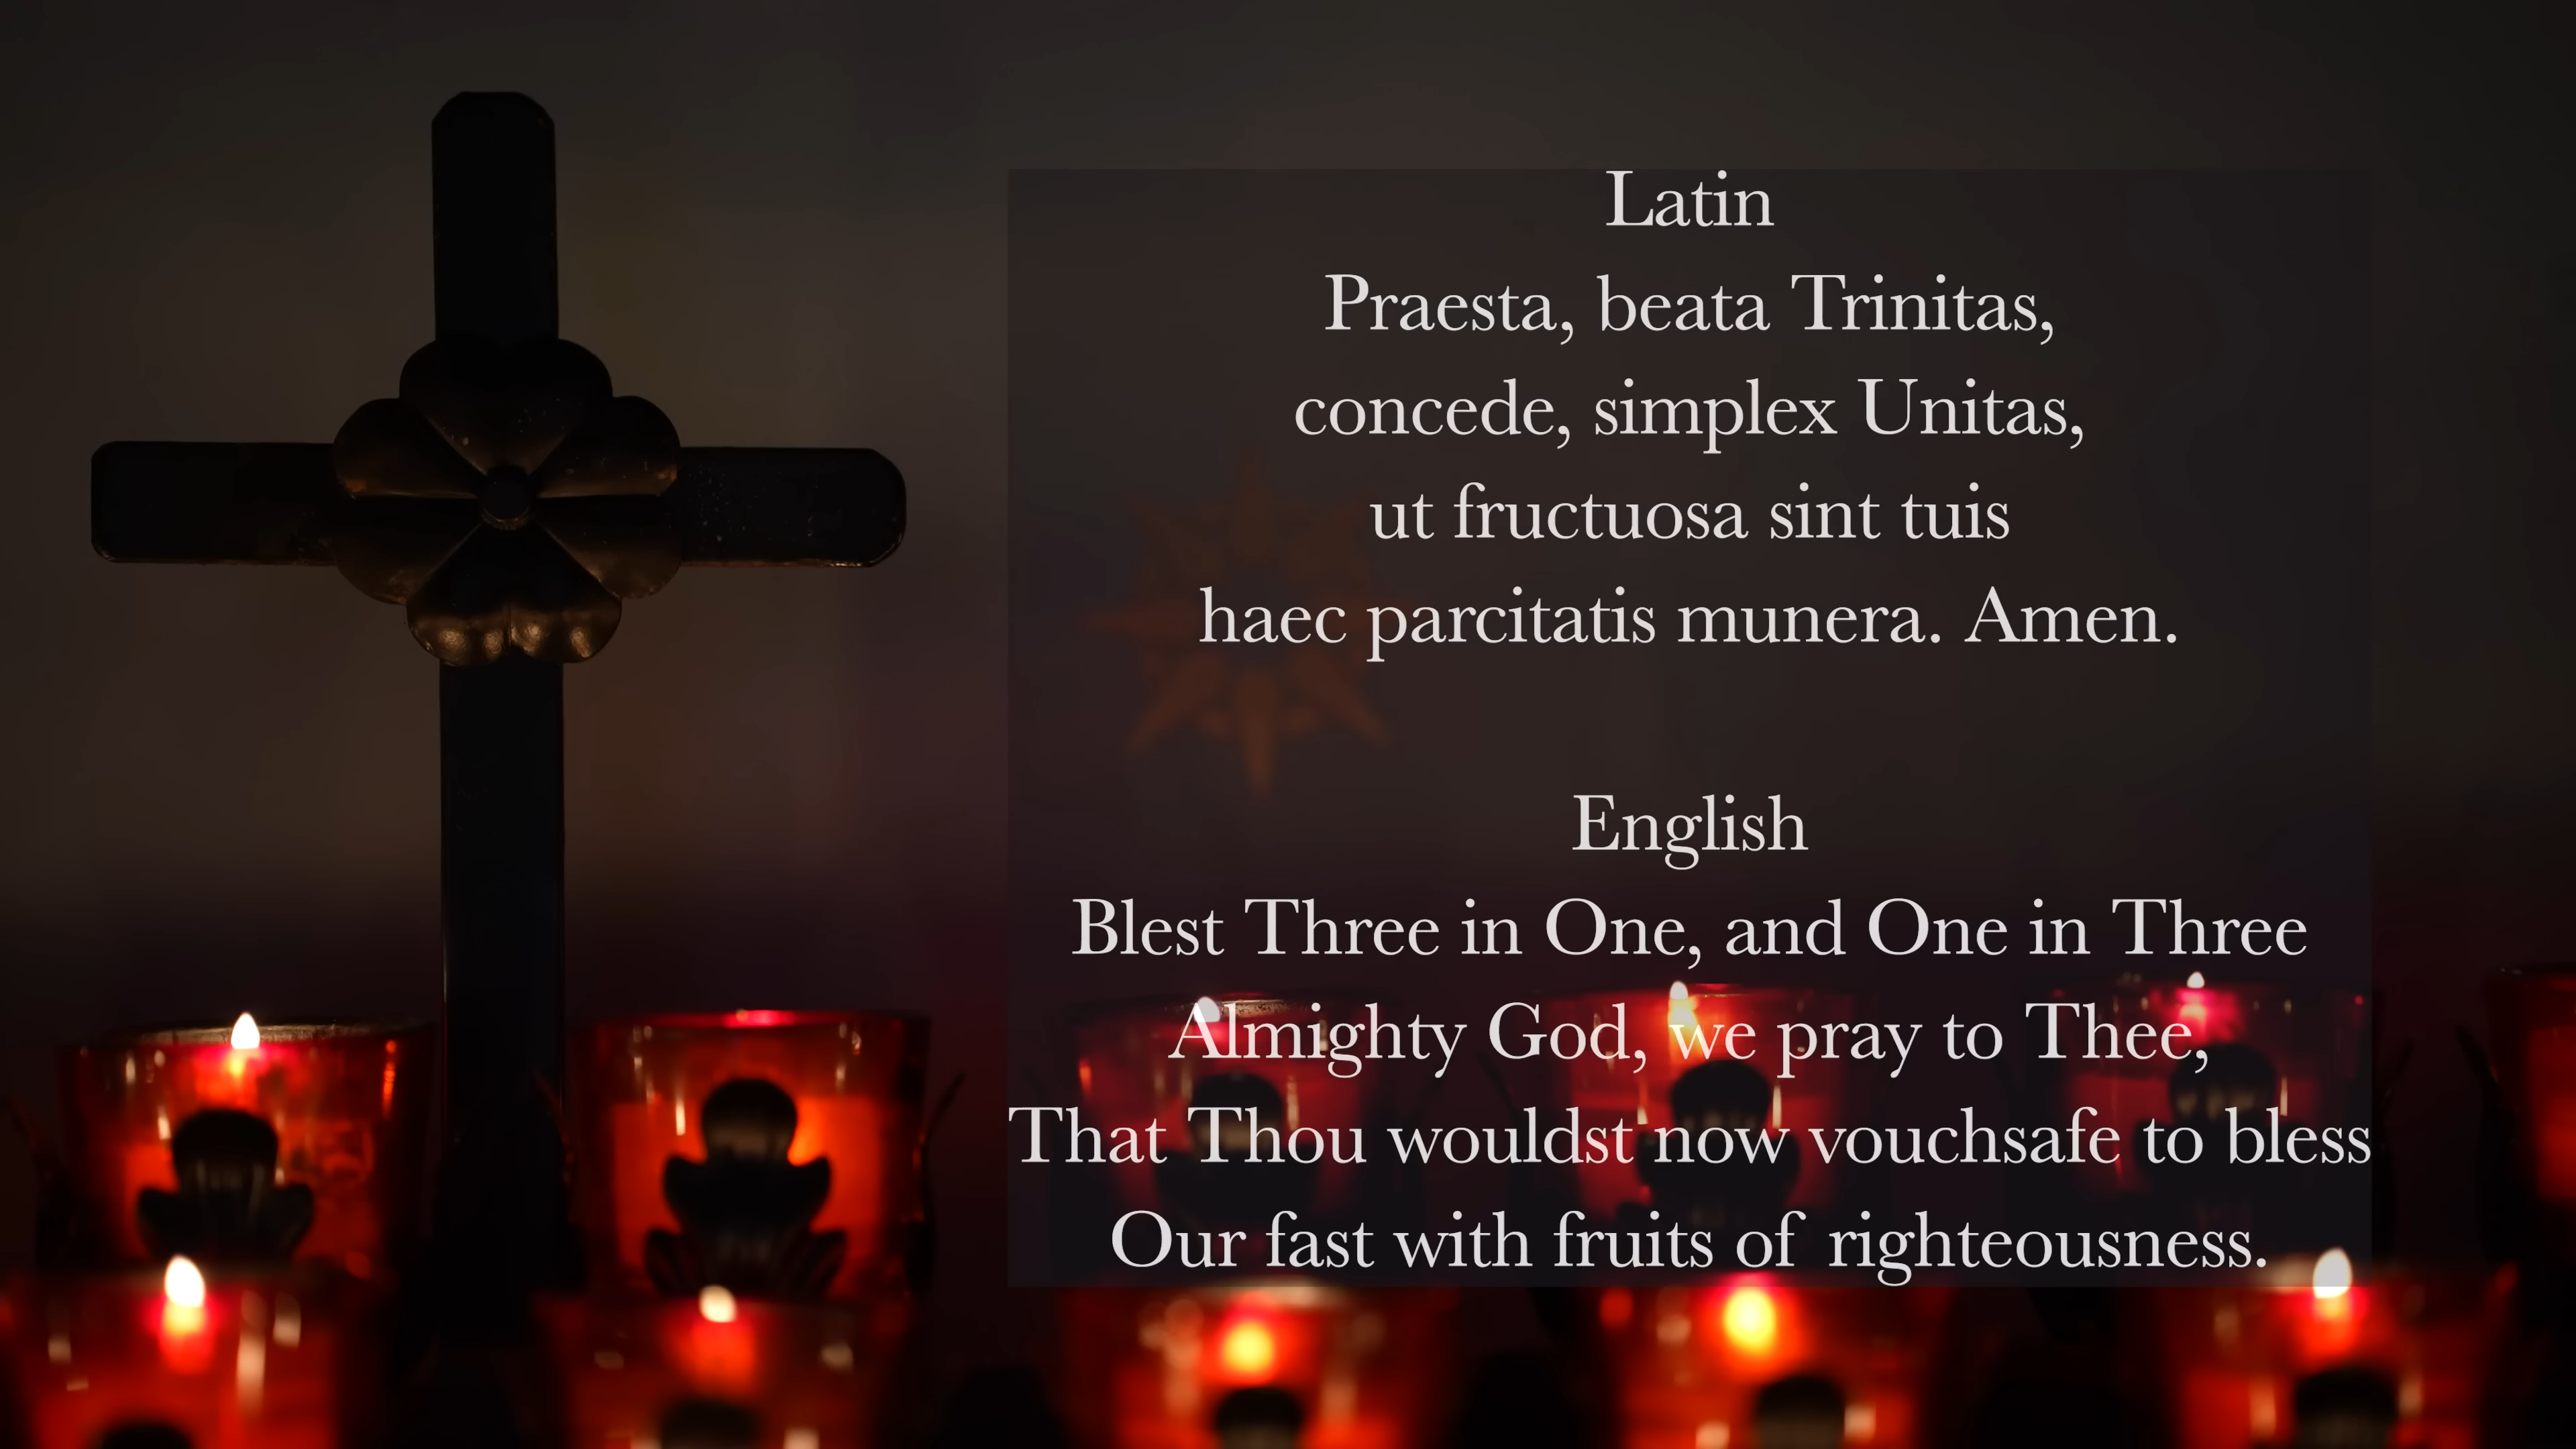 Latin
Praesta, beata Trinitas,
concede, simplex Unitas,
ut fructuosa sint tuis
haec parcitatis munera. Amen.
English
Blest Three in One, and One in Three
Almighty God, we pray to Thee,
That Thou wouldst now vouchsafe to bless
Our fast with fruits of righteousness.